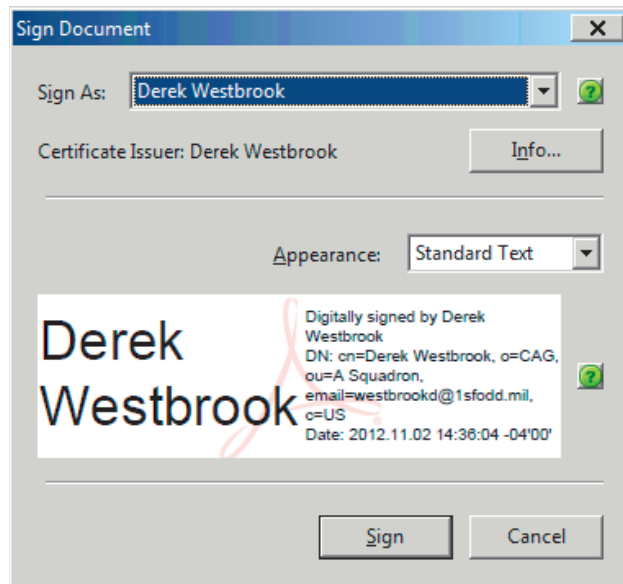 Sign Document
Sign As: Derek Westbrook
Certificate Issuer: Derek Westbrook Info...
Appearance: Standard Text
Derek
Westbrook
Digitally signed by Derek
Westbrook
DN: cn=Derek Westbrook, o=CAG,
ou=A Squadron,
email=westbrookd@1sfodd.mil,
c=US
Date: 2012.11.02 14:36:04 -04'00'
Sign Cancel